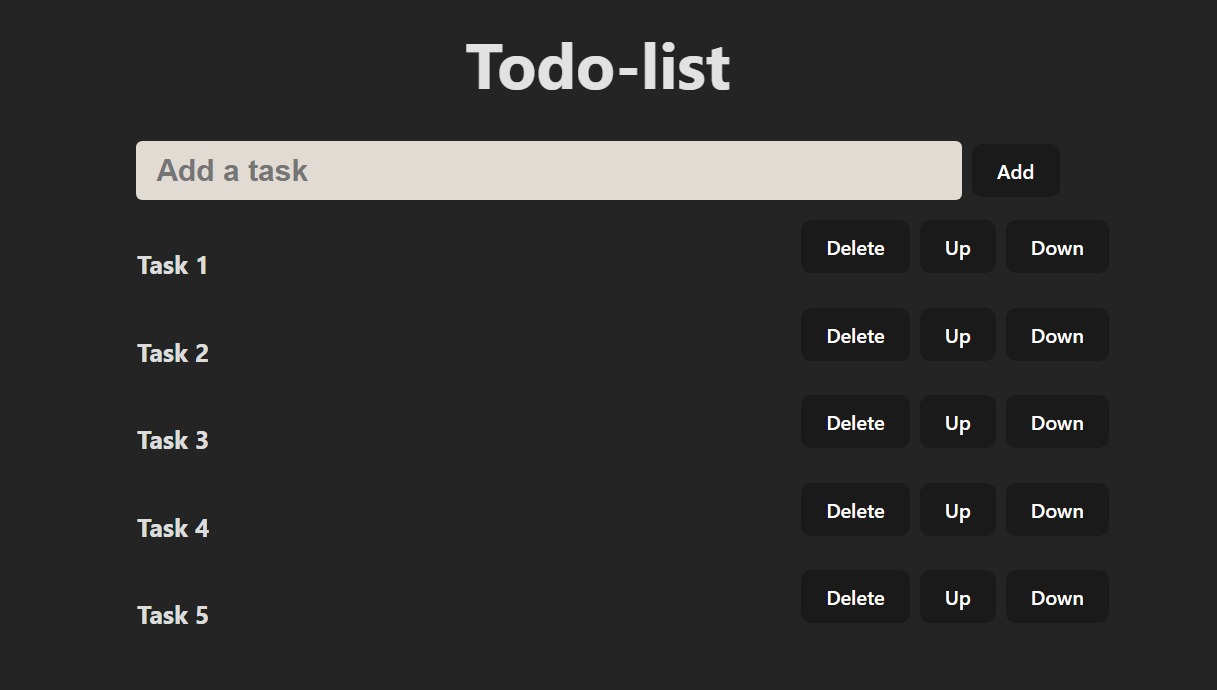 Todo-list
Add a task Add
Task 1 Delete Up Down
Task 2 Delete Up Down
Task 3 Delete Up Down
Task 4 Delete Up Down
Task 5 Delete Up Down